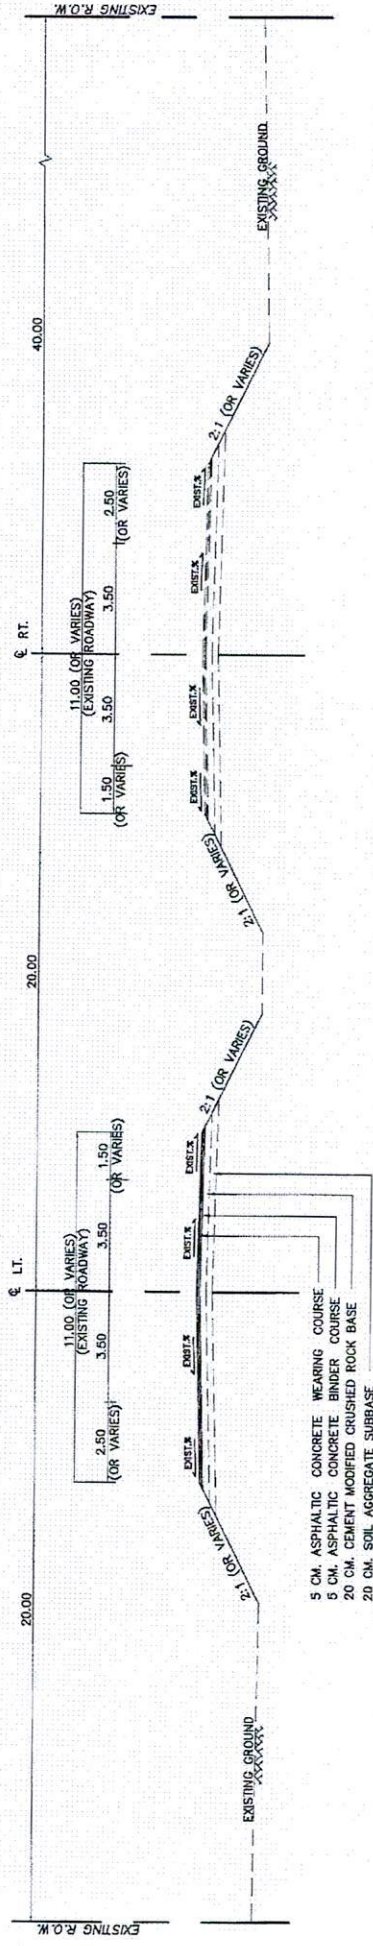 EXISTING R.O.W.
20.00
℄ LT.
20.00
℄ RT.
40.00
EXISTING R.O.W.
11.00 (OR VARIES)
(EXISTING ROADWAY)
2.50
(OR VARIES)
3.50
3.50
1.50
(OR VARIES)
11.00 (OR VARIES)
(EXISTING ROADWAY)
1.50
(OR VARIES)
3.50
3.50
2.50
(OR VARIES)
EXISTING GROUND
2:1 (OR VARIES)
EXIST.%
EXIST.%
EXIST.%
EXIST.%
2:1 (OR VARIES)
2:1 (OR VARIES)
EXIST.%
EXIST.%
EXIST.%
EXIST.%
2:1 (OR VARIES)
EXISTING GROUND
5 CM. ASPHALTIC CONCRETE WEARING COURSE
5 CM. ASPHALTIC CONCRETE BINDER COURSE
20 CM. CEMENT MODIFIED CRUSHED ROCK BASE
20 CM. SOIL AGGREGATE SUBBASE